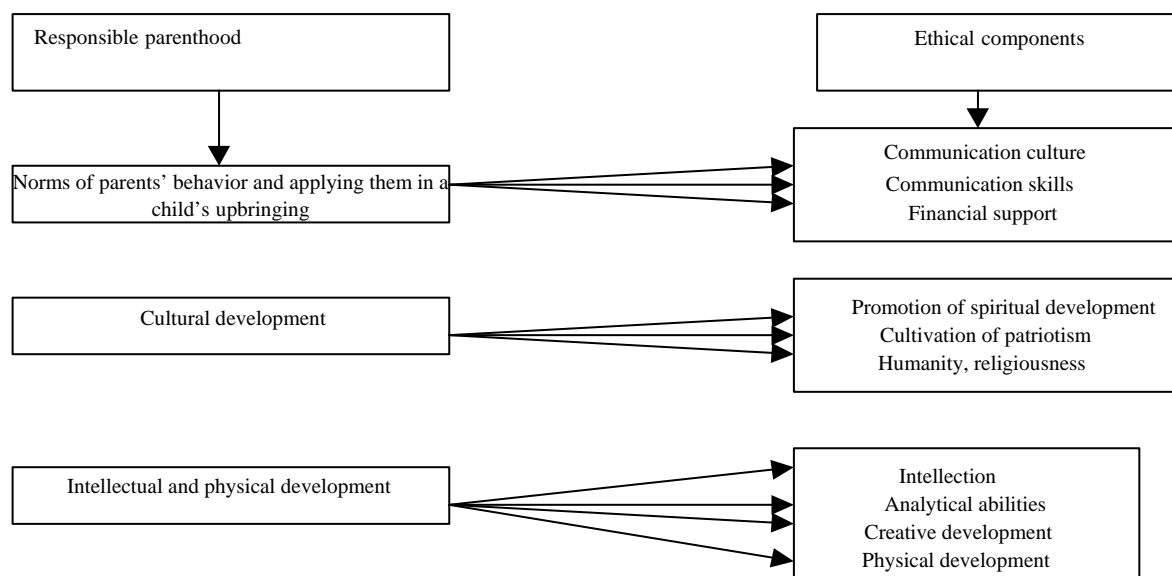 Responsible parenthood
Ethical components
Norms of parents’ behavior and applying them in a
child’s upbringing
Communication culture
Communication skills
Financial support
Cultural development
Promotion of spiritual development
Cultivation of patriotism
Humanity, religiousness
Intellectual and physical development
Intellection
Analytical abilities
Creative development
Physical development